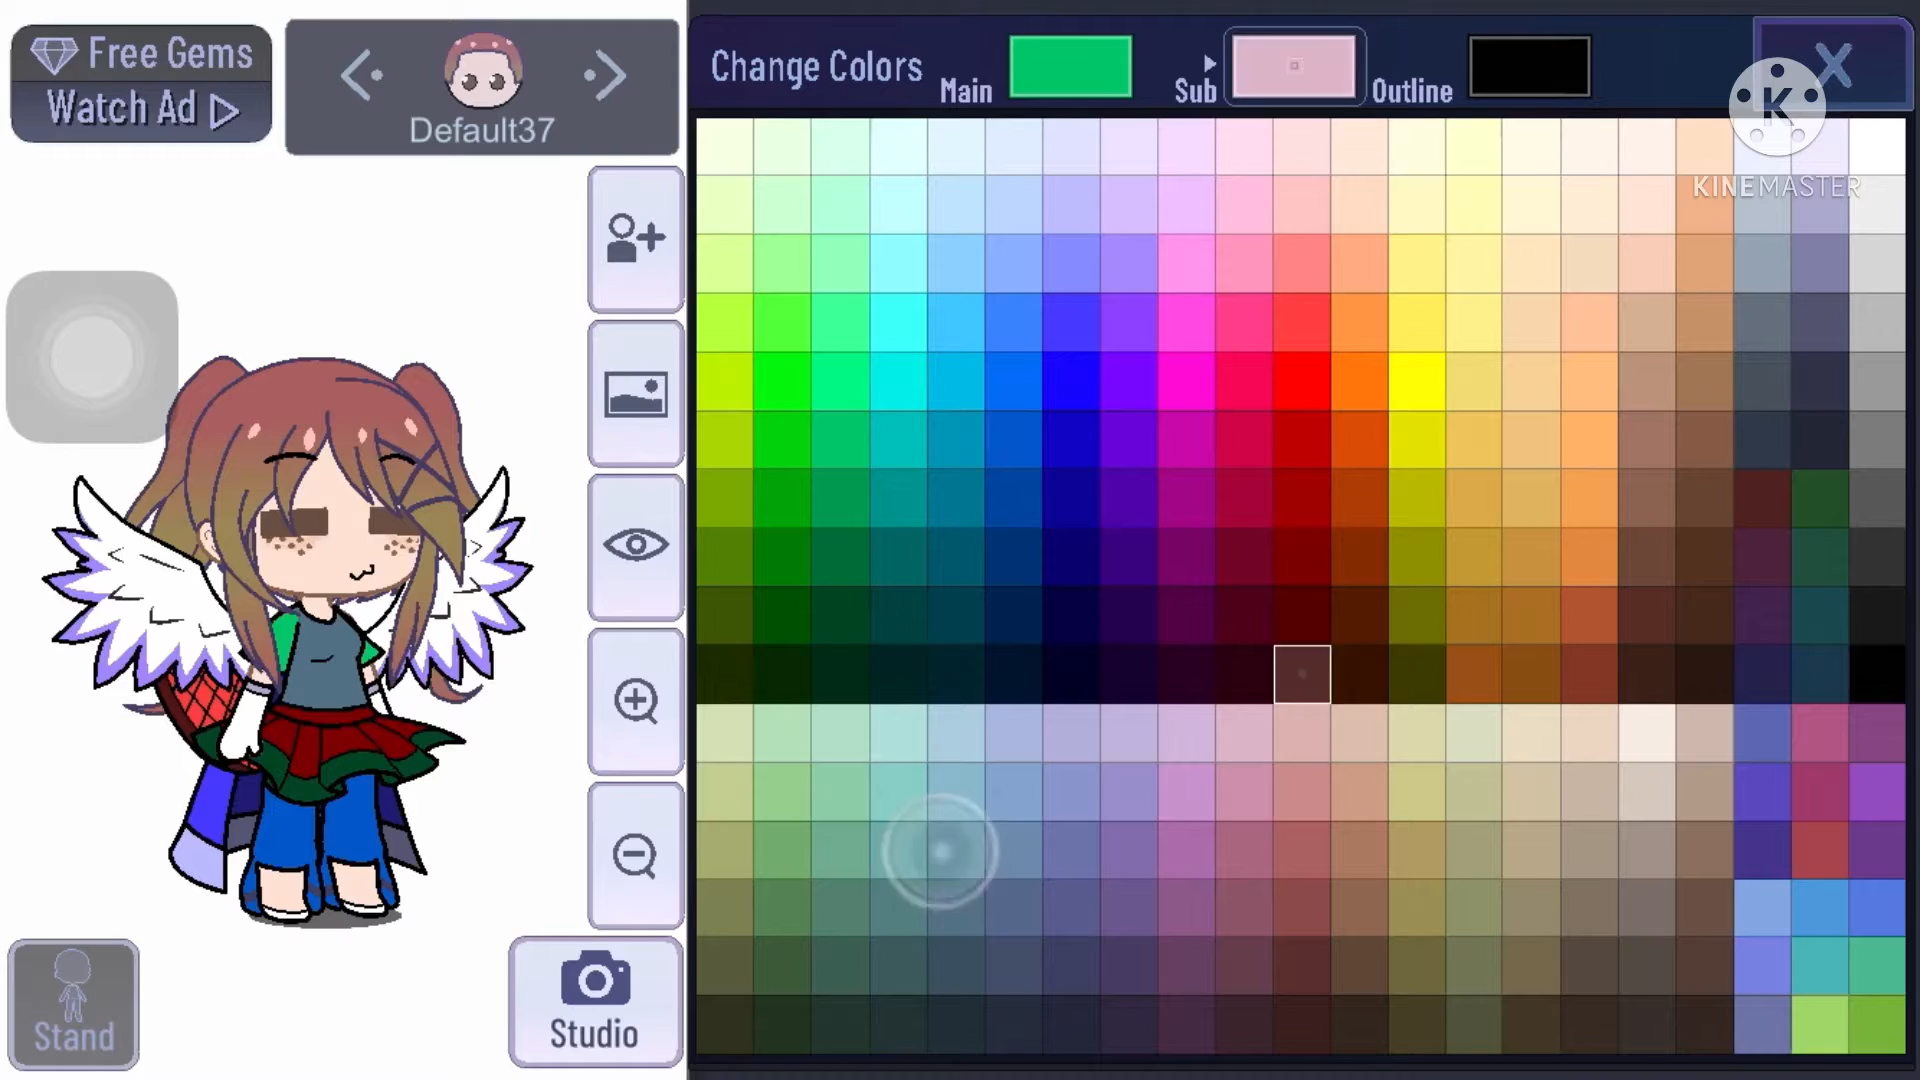 Free Gems
Watch Ad
Default37
Change Colors
Main
Sub
Outline
X
K
KINEMASTER
Stand
Studio